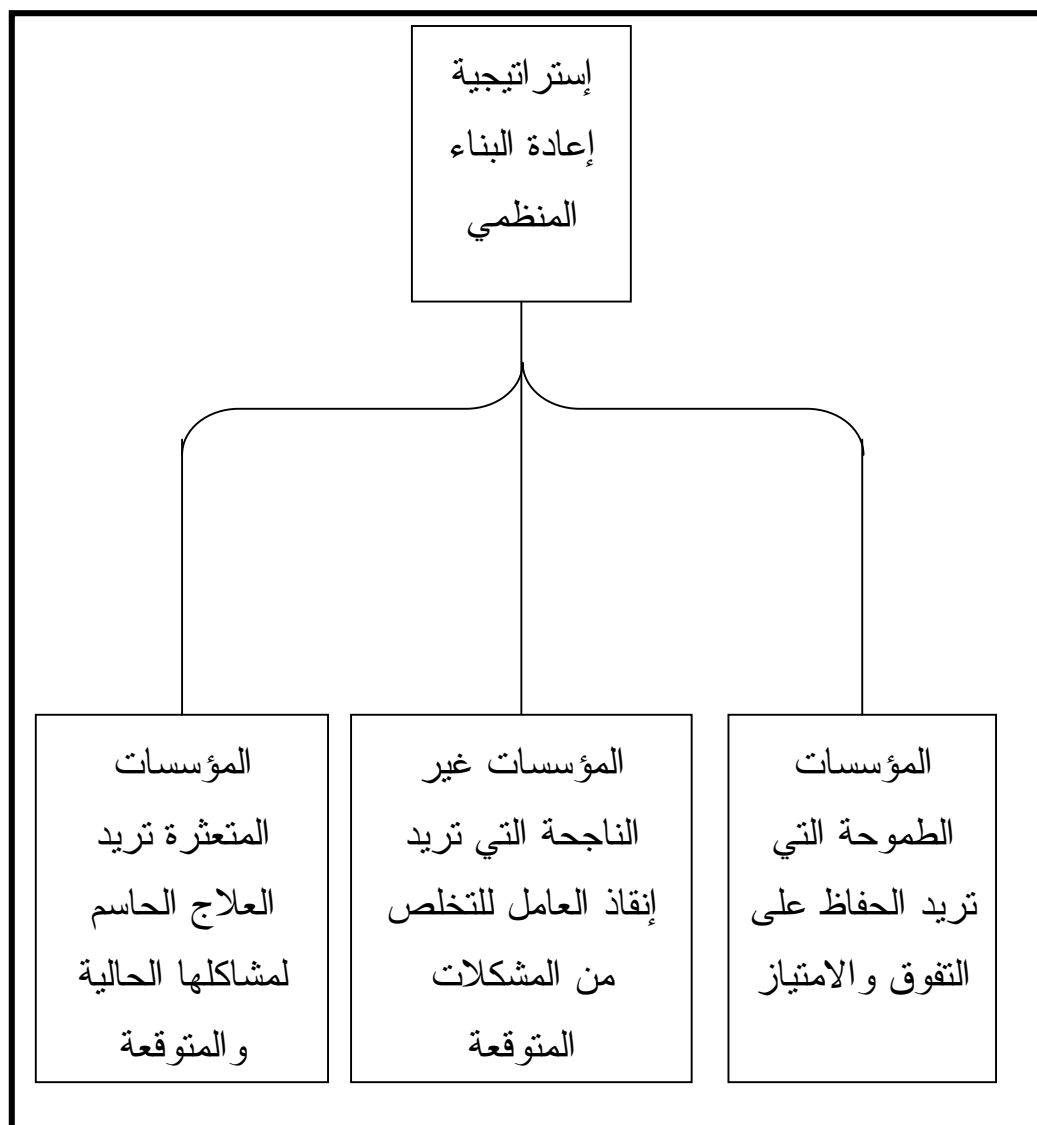 إستراتيجية
إعادة البناء
المنظمي
المؤسسات
الطموحة التي
تريد الحفاظ على
التفوق والامتياز
المؤسسات غير
الناجحة التي تريد
إنقاذ العامل للتخلص
من المشكلات
المتوقعة
المؤسسات
المتعثرة تريد
العلاج الحاسم
لمشاكلها الحالية
والمتوقعة